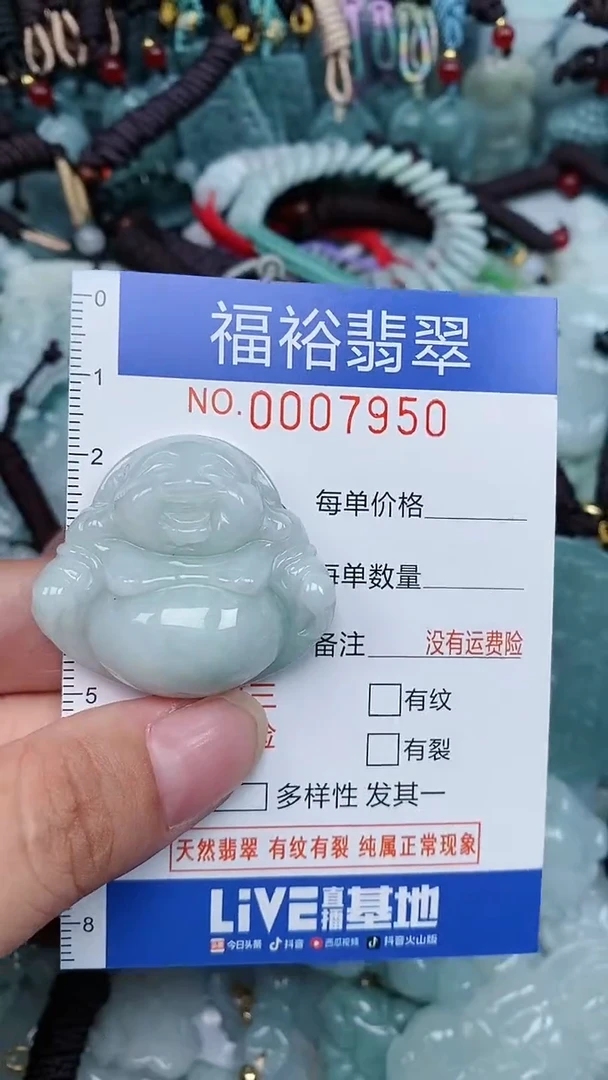 0
福裕翡翠
1
NO.0007950
2
每单价格
每单数量
备注 没有运费险
5
三
有纹
险
有裂
多样性 发其一
天然翡翠 有纹有裂 纯属正常现象
8
LIVE直播基地
今日头条 抖音 西瓜视频 抖音火山版